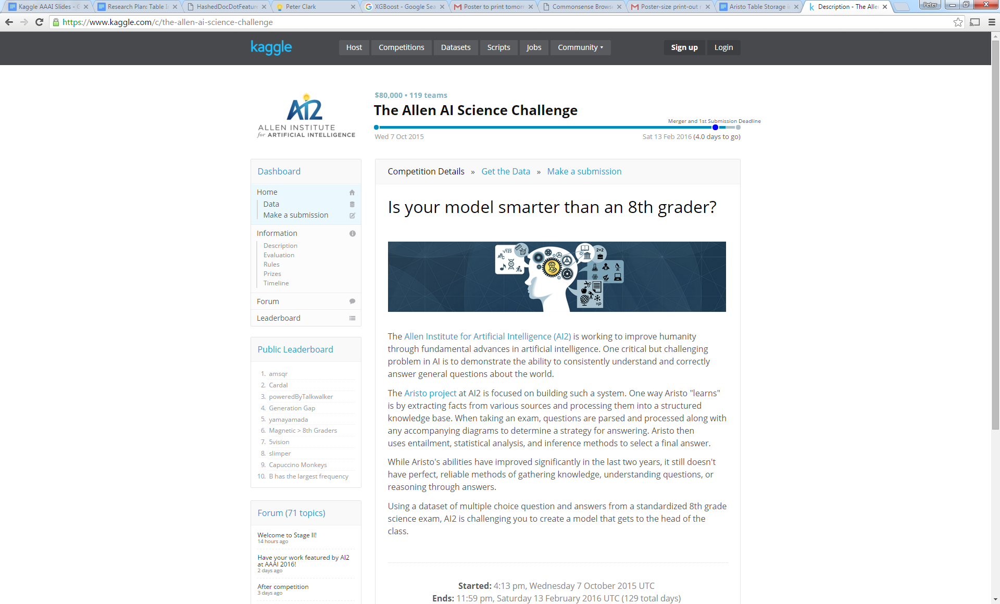 Kaggle AAAI Slides - G
Research Plan: Table I
HashedDocDotFeature
Peter Clark
XGBoost - Google Sea
Poster to print tomorr
Commonsense Brows
Poster-size print-out
Aristo Table Storage i
Description - The Alle
Peter
https://www.kaggle.com/c/the-allen-ai-science-challenge
kaggle
Host
Competitions
Datasets
Scripts
Jobs
Community
Sign up
Login
AI2
ALLEN INSTITUTE
for ARTIFICIAL INTELLIGENCE
$80,000 • 119 teams
The Allen AI Science Challenge
Merger and 1st Submission Deadline
Wed 7 Oct 2015
Sat 13 Feb 2016 (4.0 days to go)
Dashboard
Home
Data
Make a submission
Information
Description
Evaluation
Rules
Prizes
Timeline
Forum
Leaderboard
Public Leaderboard
1. amsqr
2. Cardal
3. poweredByTalkwalker
4. Generation Gap
5. yamayamada
6. Magnetic > 8th Graders
7. 5vision
8. slimper
9. Capuccino Monkeys
10. B has the largest frequency
Forum (71 topics)
Welcome to Stage II!
14 hours ago
Have your work featured by AI2
at AAAI 2016!
2 days ago
After competition
3 days ago
Competition Details » Get the Data » Make a submission
Is your model smarter than an 8th grader?
√123
ABC
2+2
The Allen Institute for Artificial Intelligence (AI2) is working to improve humanity
through fundamental advances in artificial intelligence. One critical but challenging
problem in AI is to demonstrate the ability to consistently understand and correctly
answer general questions about the world.
The Aristo project at AI2 is focused on building such a system. One way Aristo "learns"
is by extracting facts from various sources and processing them into a structured
knowledge base. When taking an exam, questions are parsed and processed along with
any accompanying diagrams to determine a strategy for answering. Aristo then
uses entailment, statistical analysis, and inference methods to select a final answer.
While Aristo's abilities have improved significantly in the last two years, it still doesn't
have perfect, reliable methods of gathering knowledge, understanding questions, or
reasoning through answers.
Using a dataset of multiple choice question and answers from a standardized 8th grade
science exam, AI2 is challenging you to create a model that gets to the head of the
class.
Started: 4:13 pm, Wednesday 7 October 2015 UTC
Ends: 11:59 pm, Saturday 13 February 2016 UTC (129 total days)